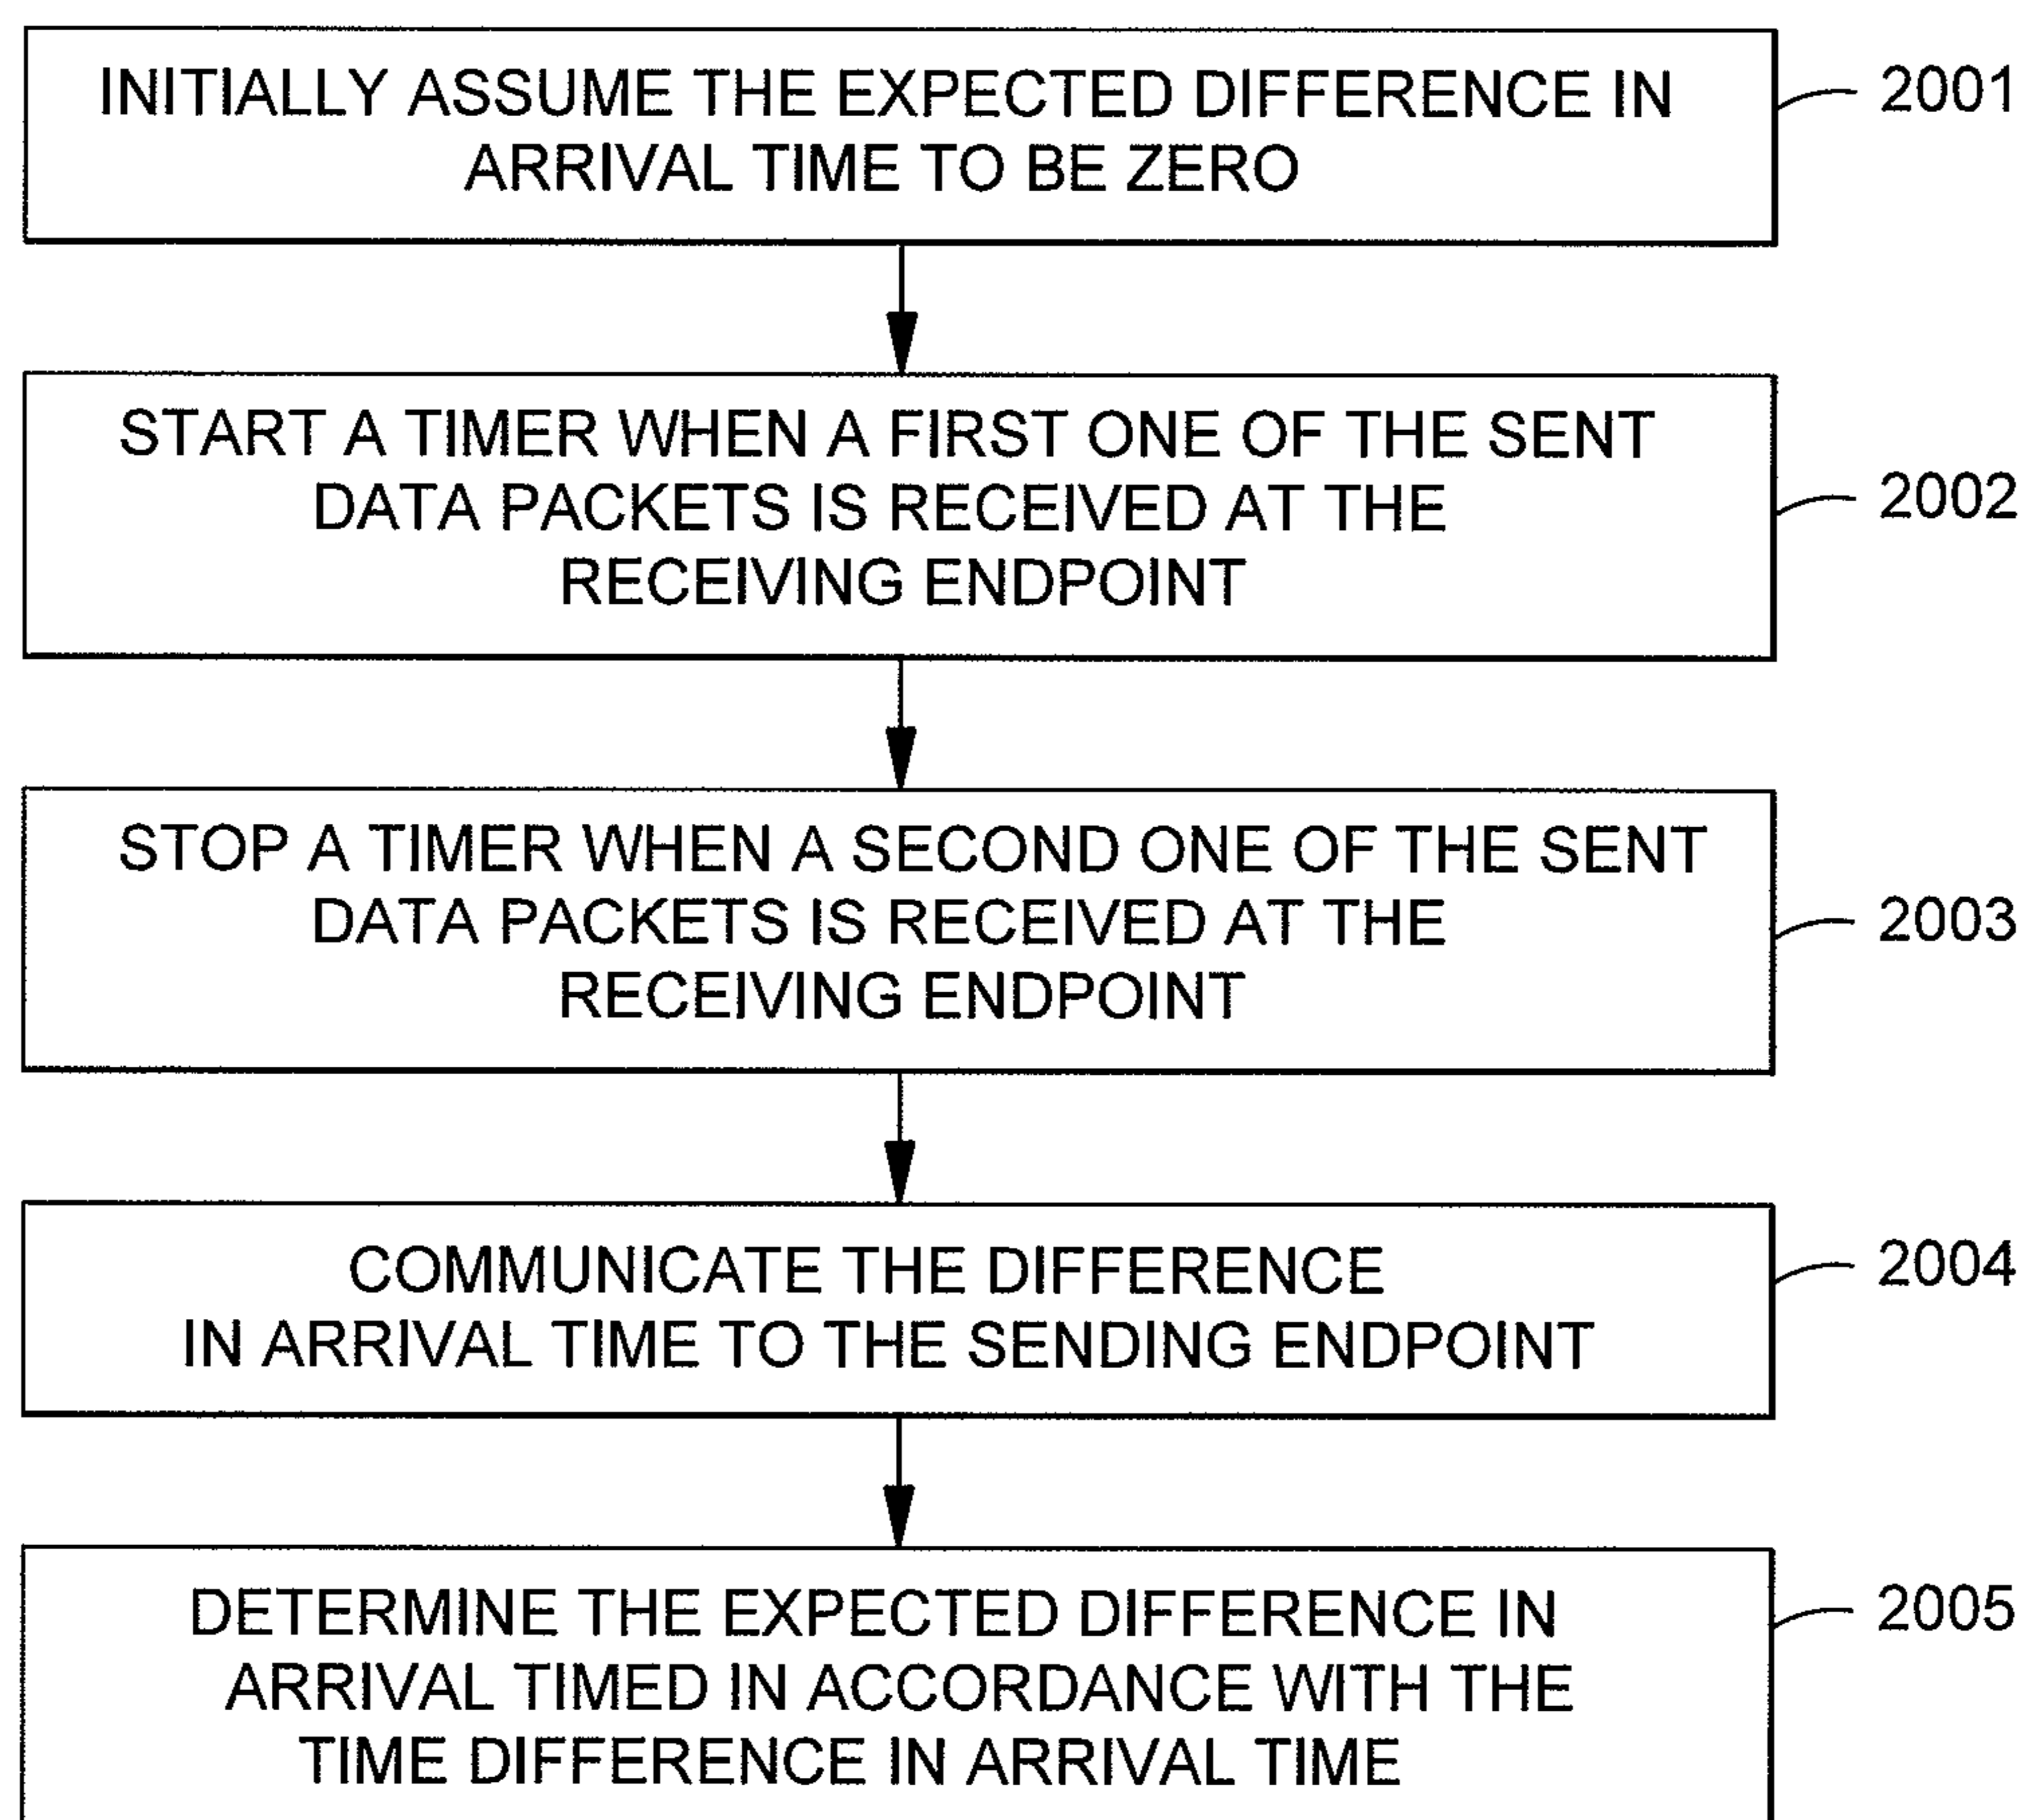 INITIALLY ASSUME THE EXPECTED DIFFERENCE IN
ARRIVAL TIME TO BE ZERO
2001
START A TIMER WHEN A FIRST ONE OF THE SENT
DATA PACKETS IS RECEIVED AT THE
RECEIVING ENDPOINT
2002
STOP A TIMER WHEN A SECOND ONE OF THE SENT
DATA PACKETS IS RECEIVED AT THE
RECEIVING ENDPOINT
2003
COMMUNICATE THE DIFFERENCE
IN ARRIVAL TIME TO THE SENDING ENDPOINT
2004
DETERMINE THE EXPECTED DIFFERENCE IN
ARRIVAL TIMED IN ACCORDANCE WITH THE
TIME DIFFERENCE IN ARRIVAL TIME
2005